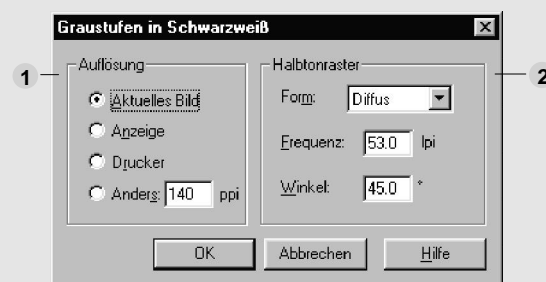 Graustufen in Schwarzweiß
1
Auflösung
Aktuelles Bild
Anzeige
Drucker
Anders: 140 ppi
Halbtonraster
2
Form: Diffus
Frequenz: 53.0 lpi
Winkel: 45.0 °
OK Abbrechen Hilfe